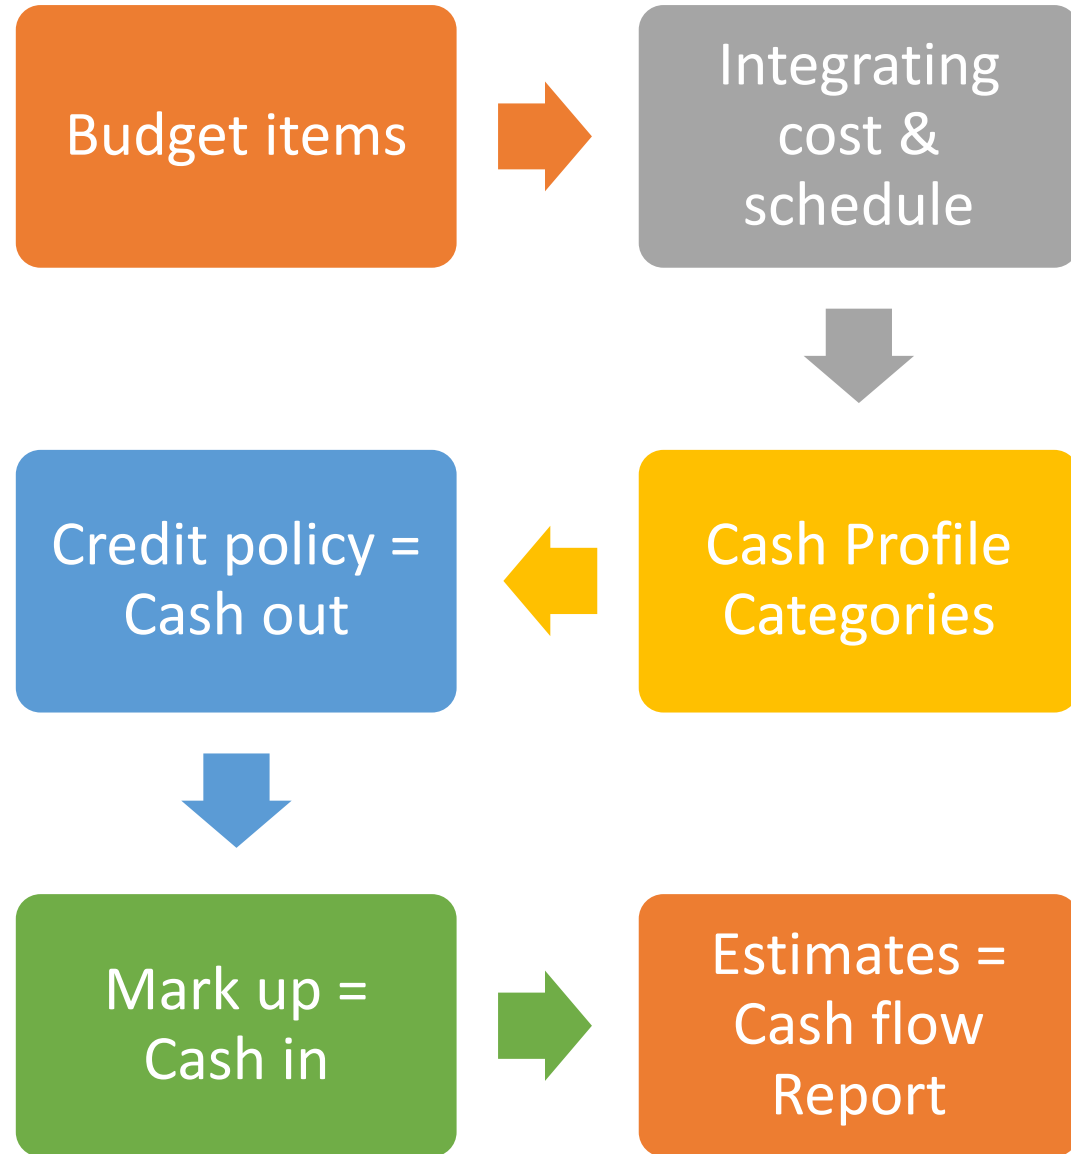 Budget items
Integrating
cost &
schedule
Cash Profile
Categories
Credit policy =
Cash out
Mark up =
Cash in
Estimates =
Cash flow
Report